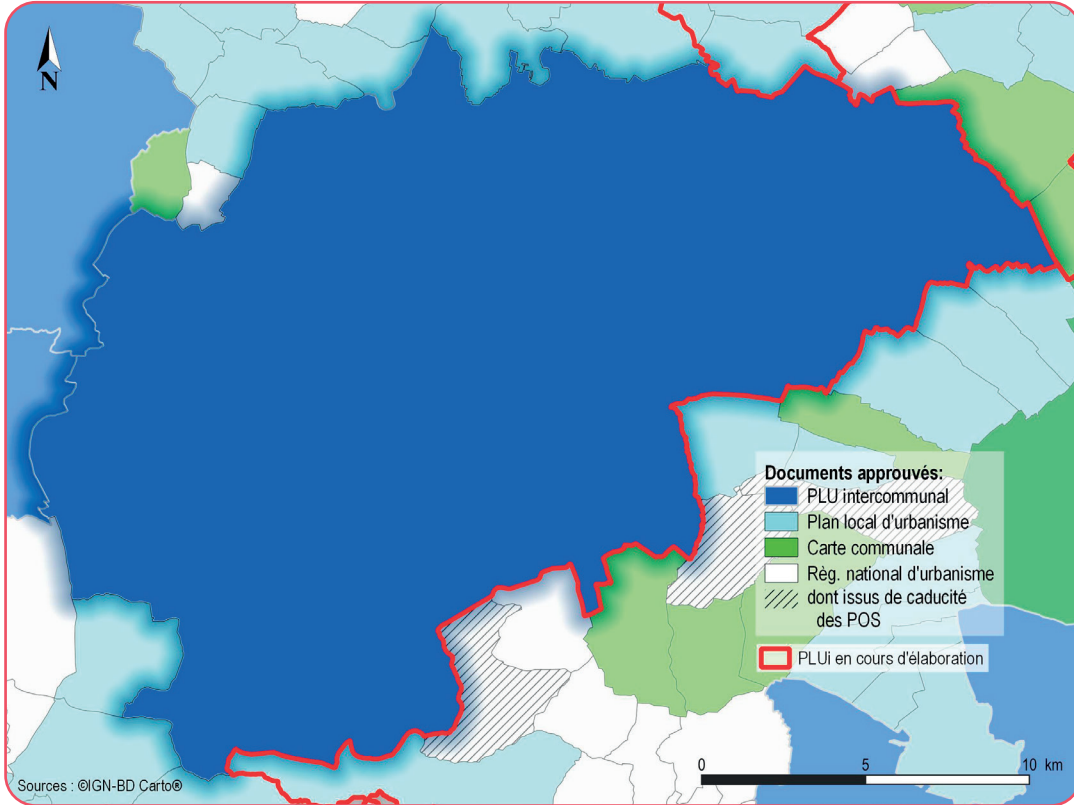 N
Documents approuvés:
PLU intercommunal
Plan local d'urbanisme
Carte communale
Règ. national d'urbanisme
dont issus de caducité
des POS
PLUi en cours d'élaboration
0 5 10 km
Sources : ©IGN-BD Carto®